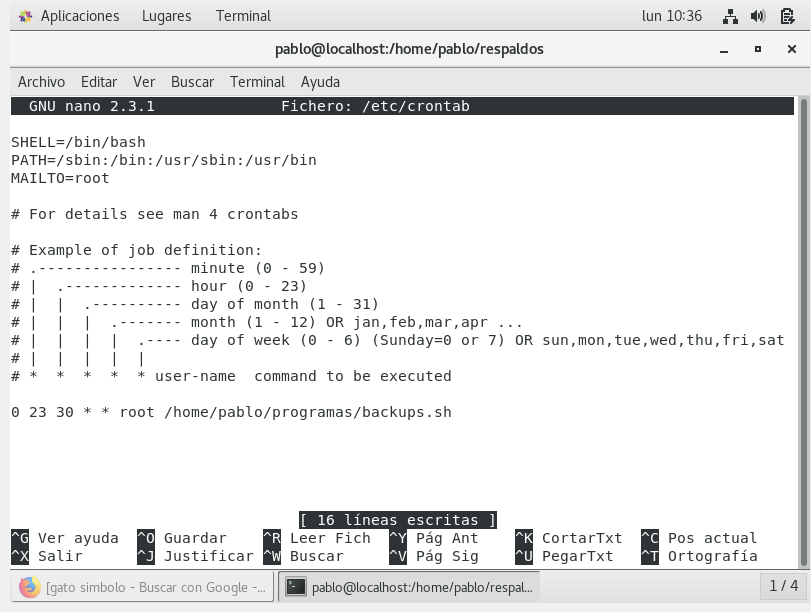 Aplicaciones Lugares Terminal lun 10:36
pablo@localhost:/home/pablo/respaldos
Archivo Editar Ver Buscar Terminal Ayuda
GNU nano 2.3.1 Fichero: /etc/crontab
SHELL=/bin/bash
PATH=/sbin:/bin:/usr/sbin:/usr/bin
MAILTO=root
# For details see man 4 crontabs
# Example of job definition:
# .---------------- minute (0 - 59)
# |  .------------- hour (0 - 23)
# |  |  .---------- day of month (1 - 31)
# |  |  |  .------- month (1 - 12) OR jan,feb,mar,apr ...
# |  |  |  |  .---- day of week (0 - 6) (Sunday=0 or 7) OR sun,mon,tue,wed,thu,fri,sat
# |  |  |  |  |
# *  *  *  *  * user-name  command to be executed
0 23 30 * * root /home/pablo/programas/backups.sh
[ 16 líneas escritas ]
^G Ver ayuda ^O Guardar ^R Leer Fich ^Y Pág Ant ^K CortarTxt ^C Pos actual
^X Salir ^J Justificar ^W Buscar ^V Pág Sig ^U PegarTxt ^T Ortografía
[gato simbolo - Buscar con Google -... pablo@localhost:/home/pablo/respal... 1 / 4